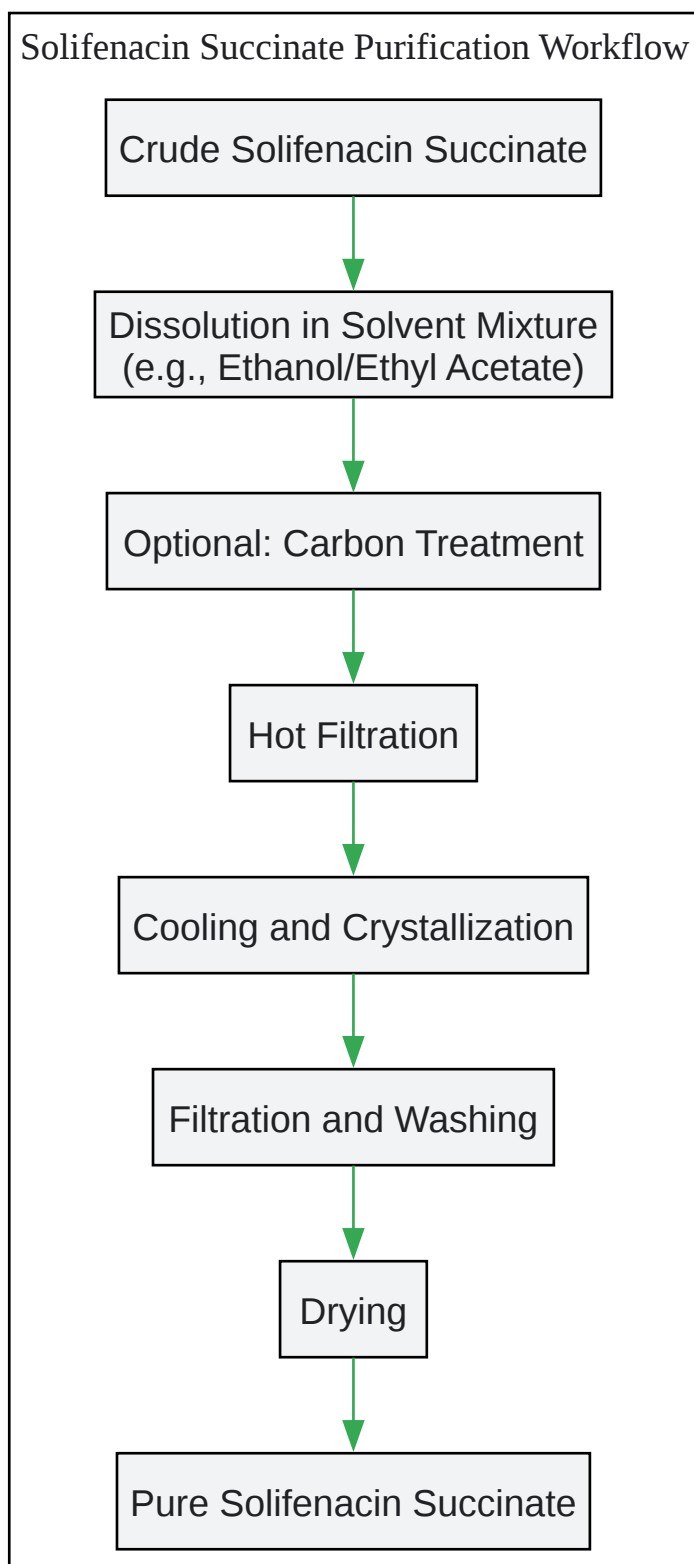 Solifenacin Succinate Purification Workflow
Crude Solifenacin Succinate
Dissolution in Solvent Mixture
(e.g., Ethanol/Ethyl Acetate)
Optional: Carbon Treatment
Hot Filtration
Cooling and Crystallization
Filtration and Washing
Drying
Pure Solifenacin Succinate